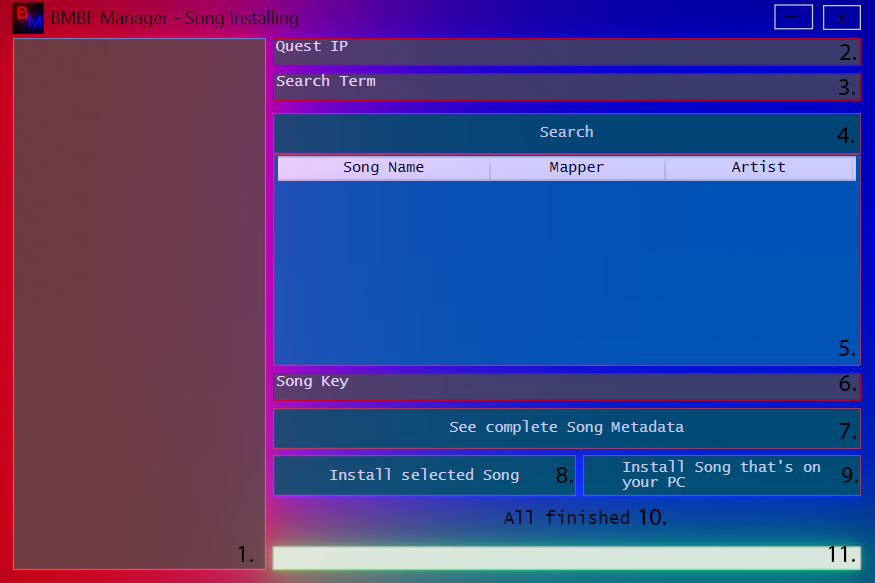 BM BMBF Manager - Song Installing — X
Quest IP 2.
Search Term 3.
Search 4.
Song Name Mapper Artist
5.
Song Key 6.
See complete Song Metadata 7.
Install selected Song 8.
Install Song that's on
your PC 9.
All finished 10.
1. 11.